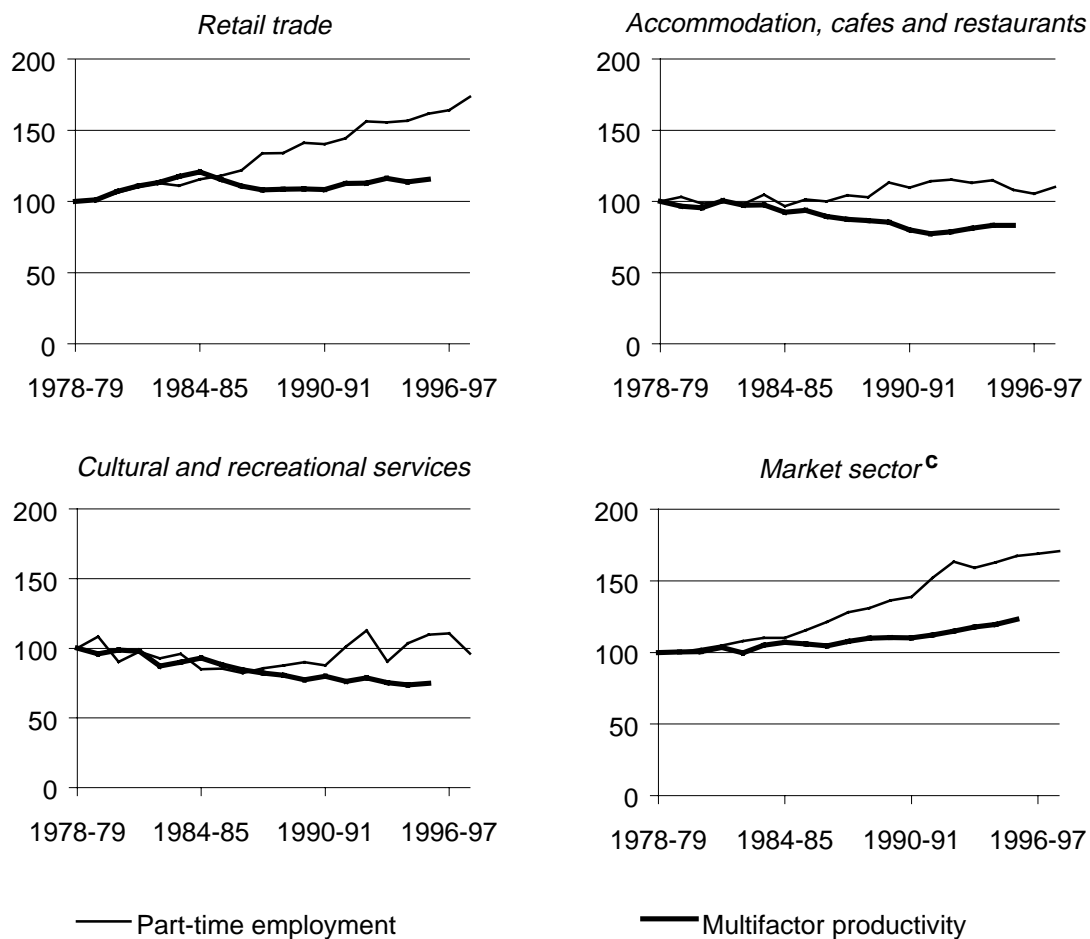 Retail trade
200
150
100
50
0
1978-79 1984-85 1990-91 1996-97
Accommodation, cafes and restaurants
200
150
100
50
0
1978-79 1984-85 1990-91 1996-97
Cultural and recreational services
200
150
100
50
0
1978-79 1984-85 1990-91 1996-97
Market sector c
200
150
100
50
0
1978-79 1984-85 1990-91 1996-97
Part-time employment
Multifactor productivity